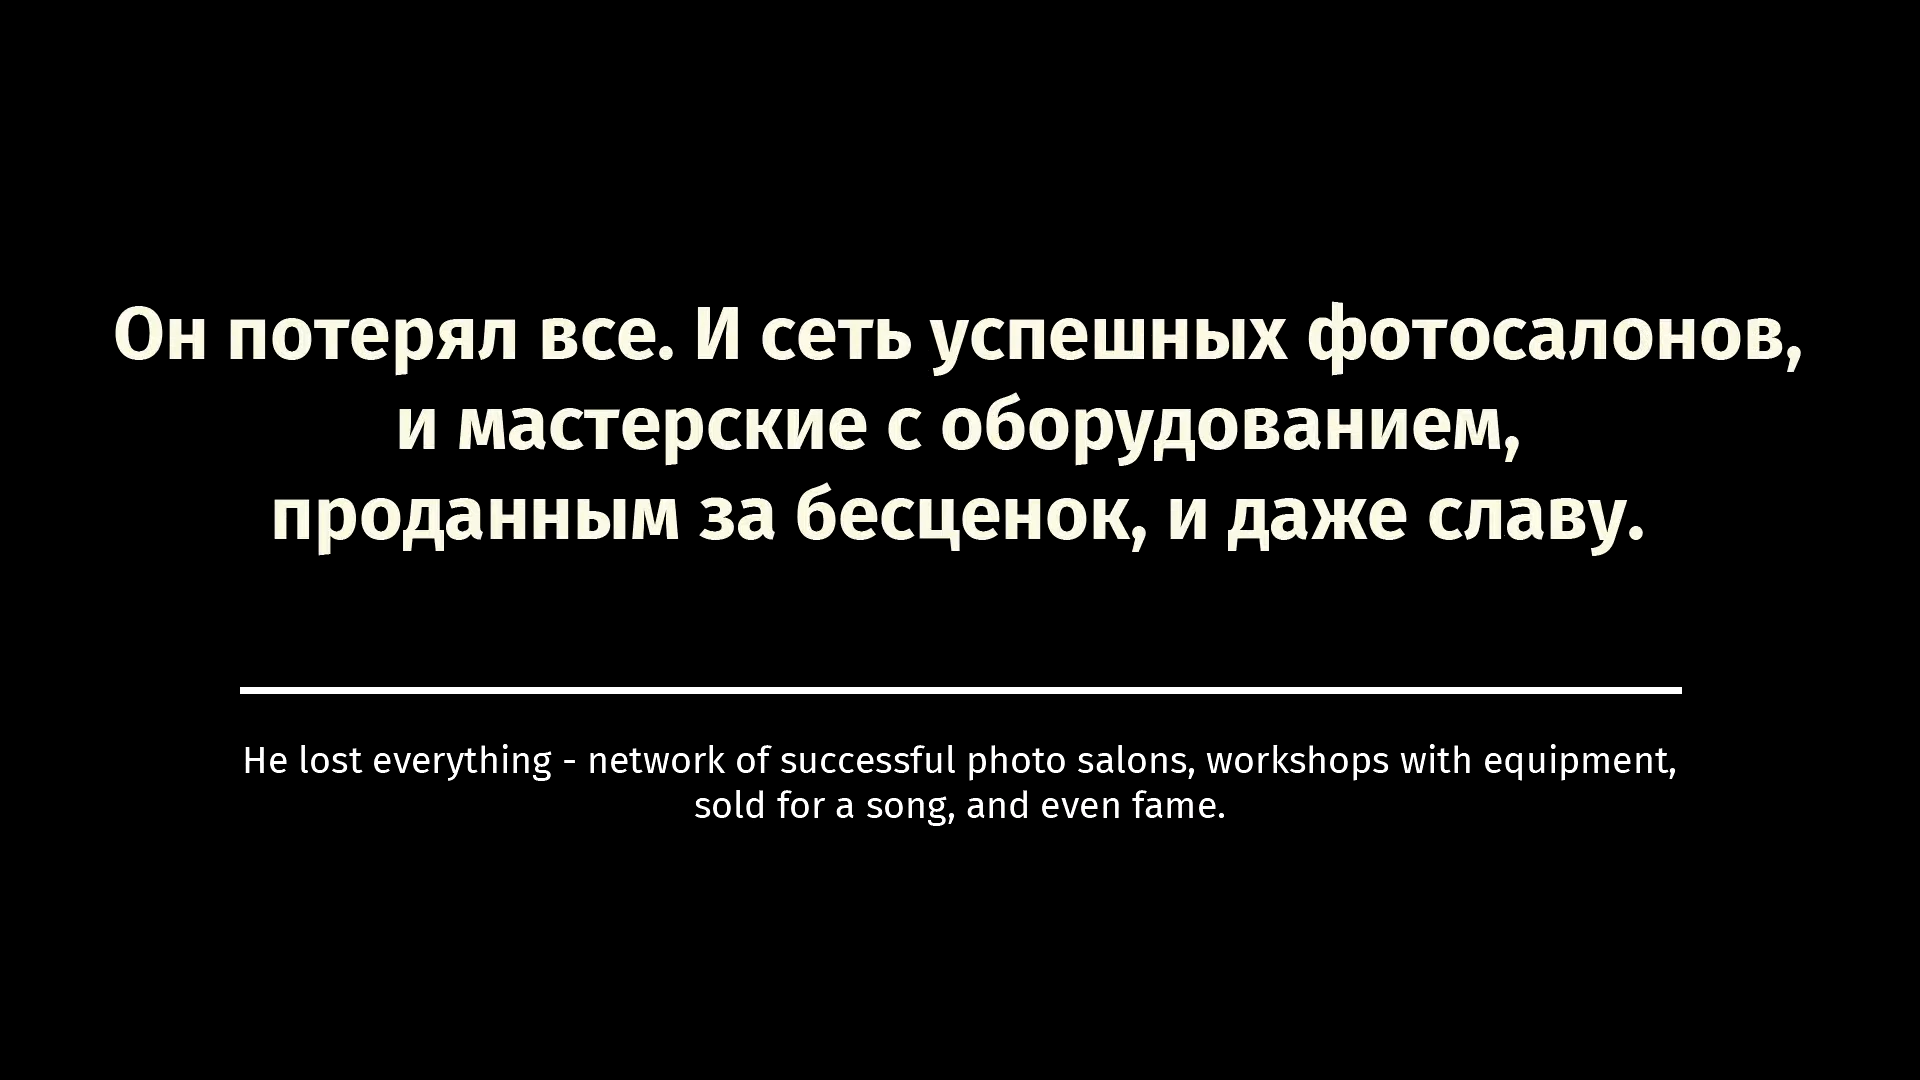 Он потерял все. И сеть успешных фотосалонов,
и мастерские с оборудованием,
проданным за бесценок, и даже славу.
He lost everything - network of successful photo salons, workshops with equipment,
sold for a song, and even fame.